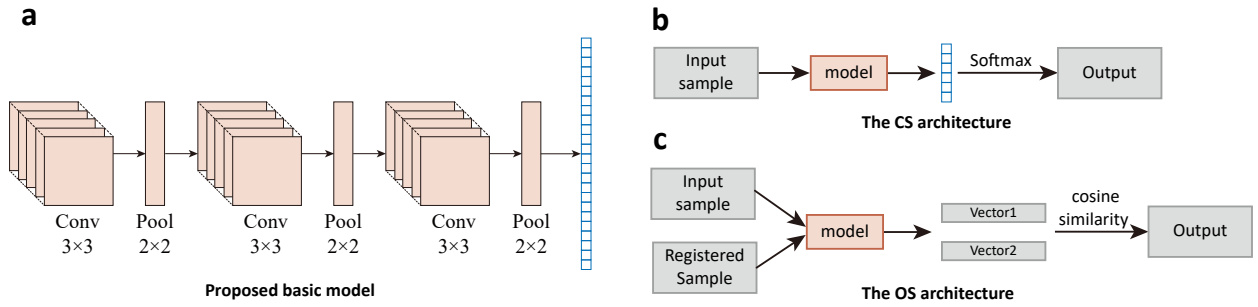 a
Conv
3×3
Pool
2×2
Conv
3×3
Pool
2×2
Conv
3×3
Pool
2×2
Proposed basic model
b
Input
sample
model
Softmax
Output
The CS architecture
c
Input
sample
Registered
Sample
model
Vector1
Vector2
cosine
similarity
Output
The OS architecture